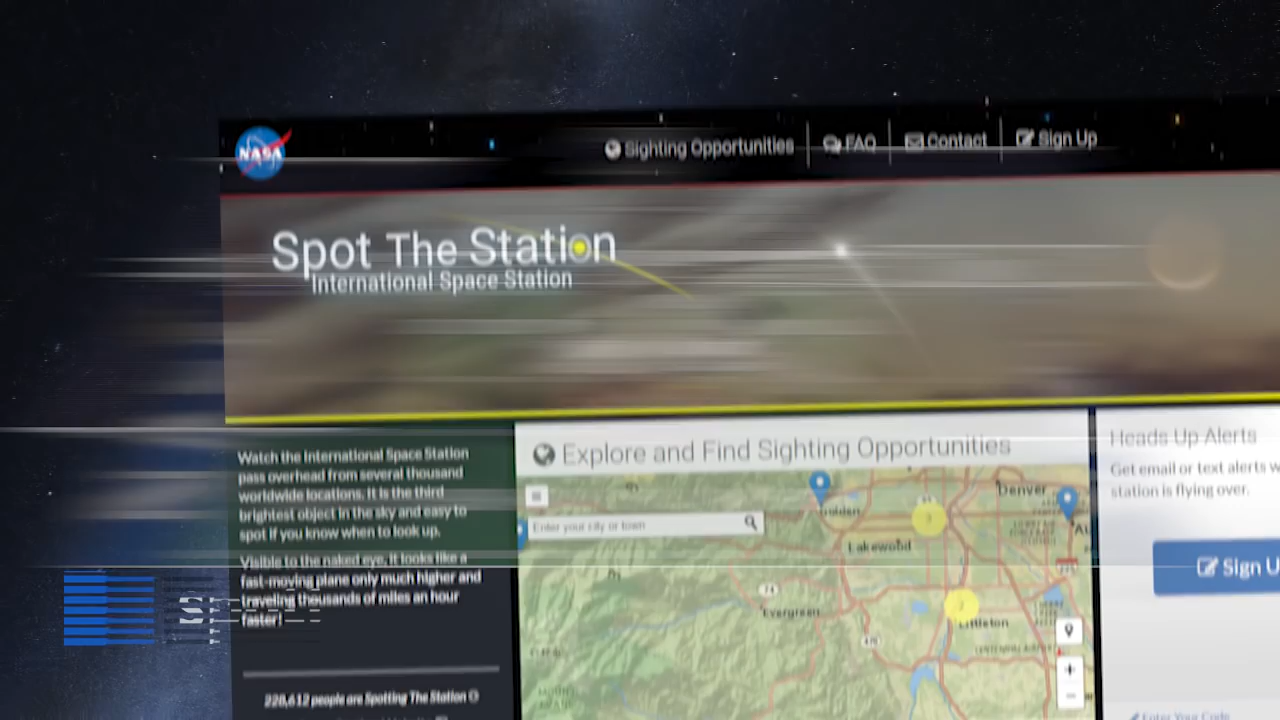 NASA
Sighting Opportunities
FAQ
Contact
Sign Up
Spot The Station
International Space Station
Watch the International Space Station
pass overhead from several thousand
worldwide locations. It is the third
brightest object in the sky and easy to
spot if you know when to look up.
Visible to the naked eye, it looks like a
fast-moving plane only much higher and
traveling thousands of miles an hour
faster!
228,612 people are Spotting The Station
Explore and Find Sighting Opportunities
Enter your city or town
Denver
Golden
Lakewood
Evergreen
Littleton
74
470
Heads Up Alerts
Get email or text alerts w
station is flying over.
Sign U
Enter Your Code